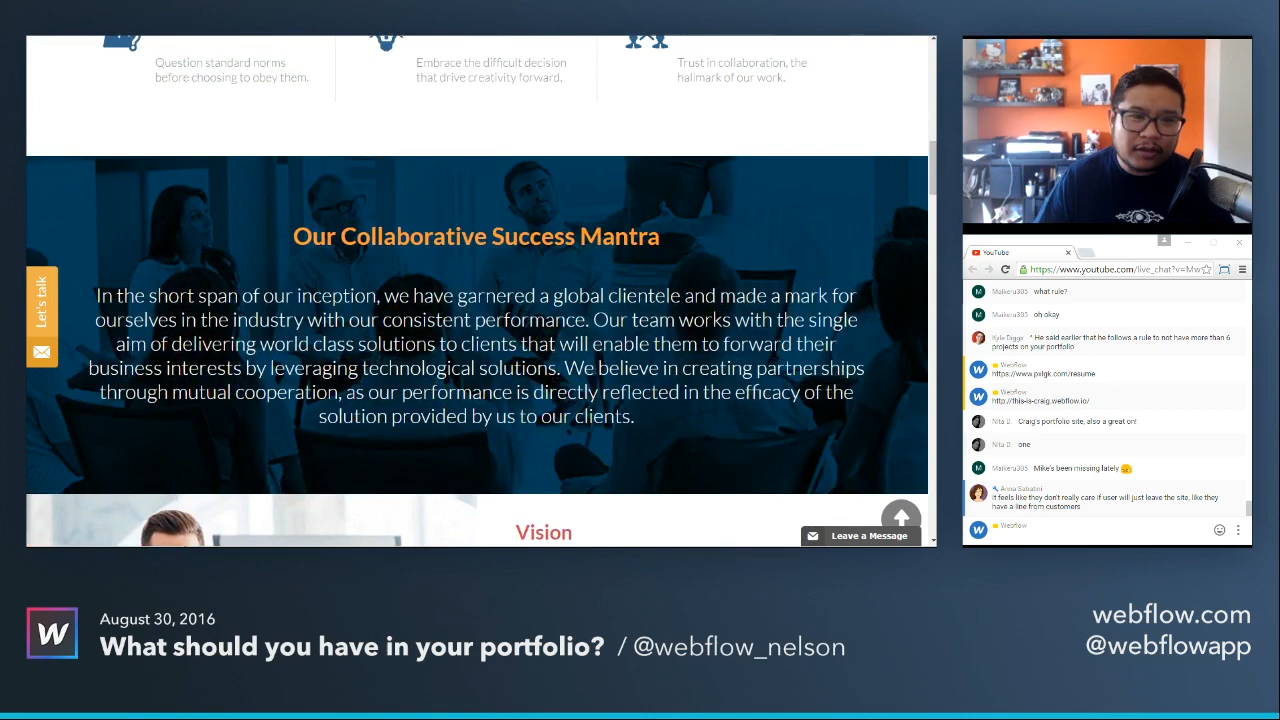 Question standard norms
before choosing to obey them.
Embrace the difficult decision
that drive creativity forward.
Trust in collaboration, the
hallmark of our work.
Our Collaborative Success Mantra
In the short span of our inception, we have garnered a global clientele and made a mark for
ourselves in the industry with our consistent performance. Our team works with the single
aim of delivering world class solutions to clients that will enable them to forward their
business interests by leveraging technological solutions. We believe in creating partnerships
through mutual cooperation, as our performance is directly reflected in the efficacy of the
solution provided by us to our clients.
Let's talk
Vision
Leave a Message
YouTube
https://www.youtube.com/live_chat?v=Mw
M Maikeru305 what rule?
M Maikeru305 oh okay
Kyle Diggs " He said earlier that he follows a rule to not have more than 6
projects on your portfolio
Webflow
https://www.pxlgk.com/resume
Webflow
http://this-is-craig.webflow.io/
Nita D. Craig's portfolio site, also a great on!
Nita D. one
M Maikeru305 Mike's been missing lately
Anna Sabatini
it feels like they don't really care if user will just leave the site, like they
have a line from customers
Webflow
W
August 30, 2016
What should you have in your portfolio? / @webflow_nelson
webflow.com
@webflowapp